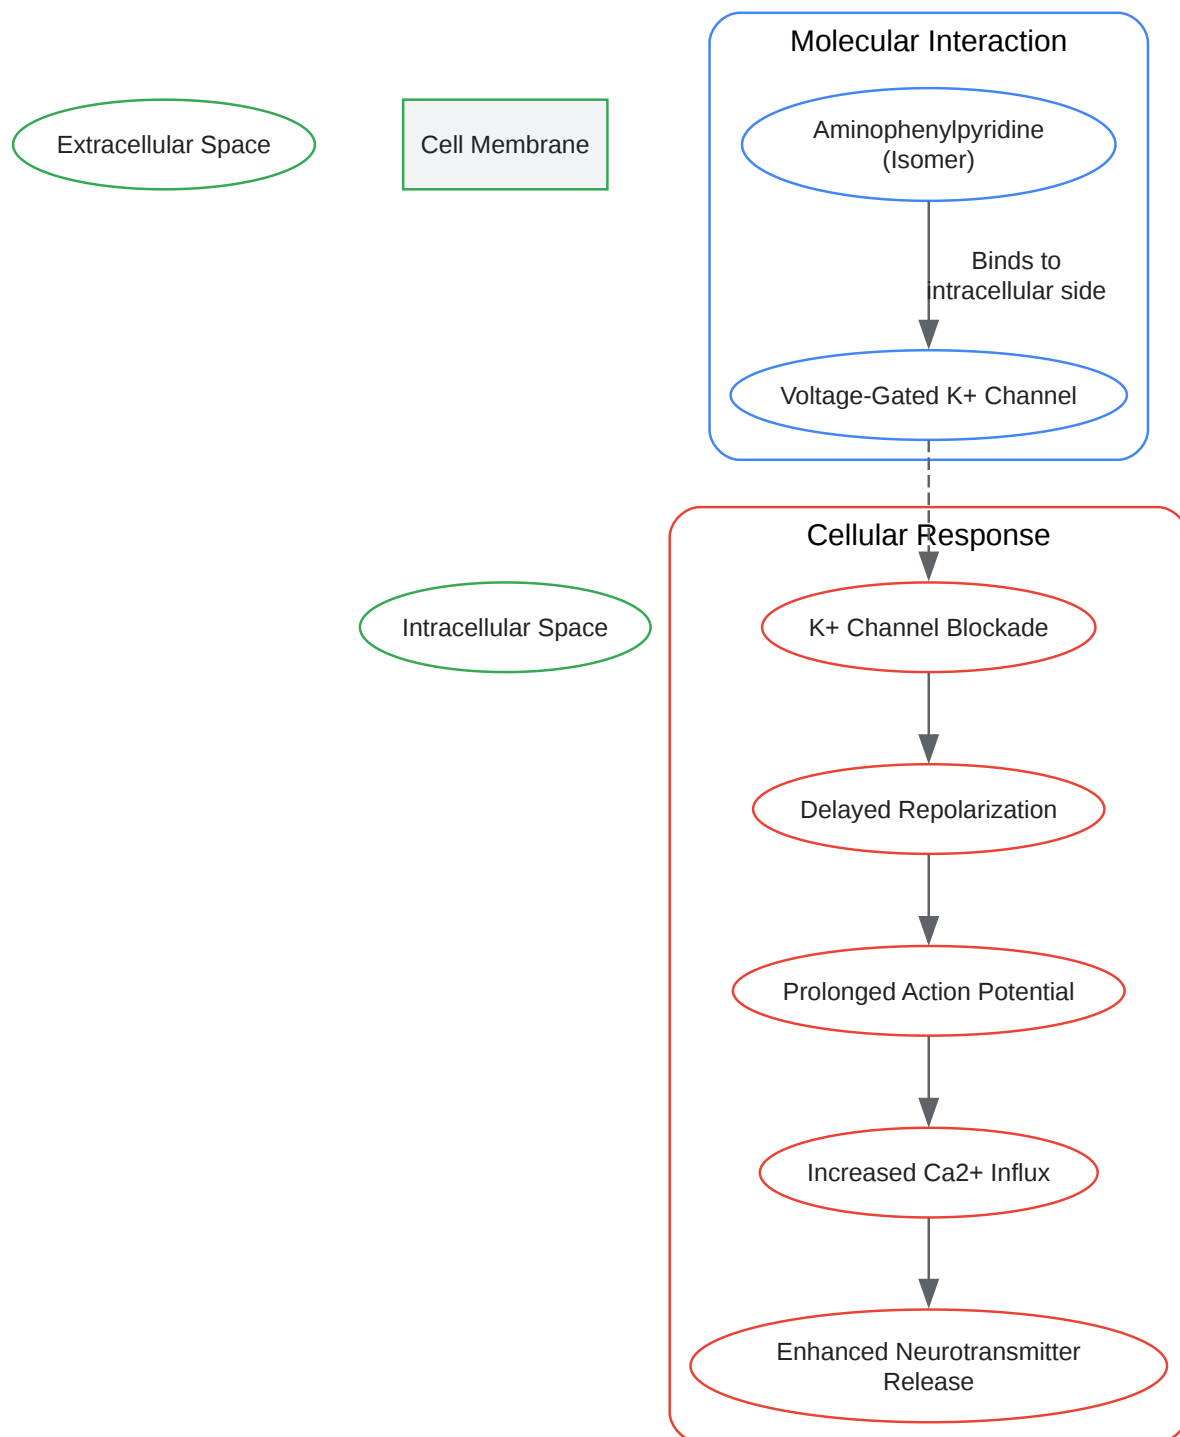 Molecular Interaction
Extracellular Space
Cell Membrane
Aminophenylpyridine
(Isomer)
Binds to
intracellular side
Voltage-Gated K+ Channel
Cellular Response
Intracellular Space
K+ Channel Blockade
Delayed Repolarization
Prolonged Action Potential
Increased Ca2+ Influx
Enhanced Neurotransmitter
Release